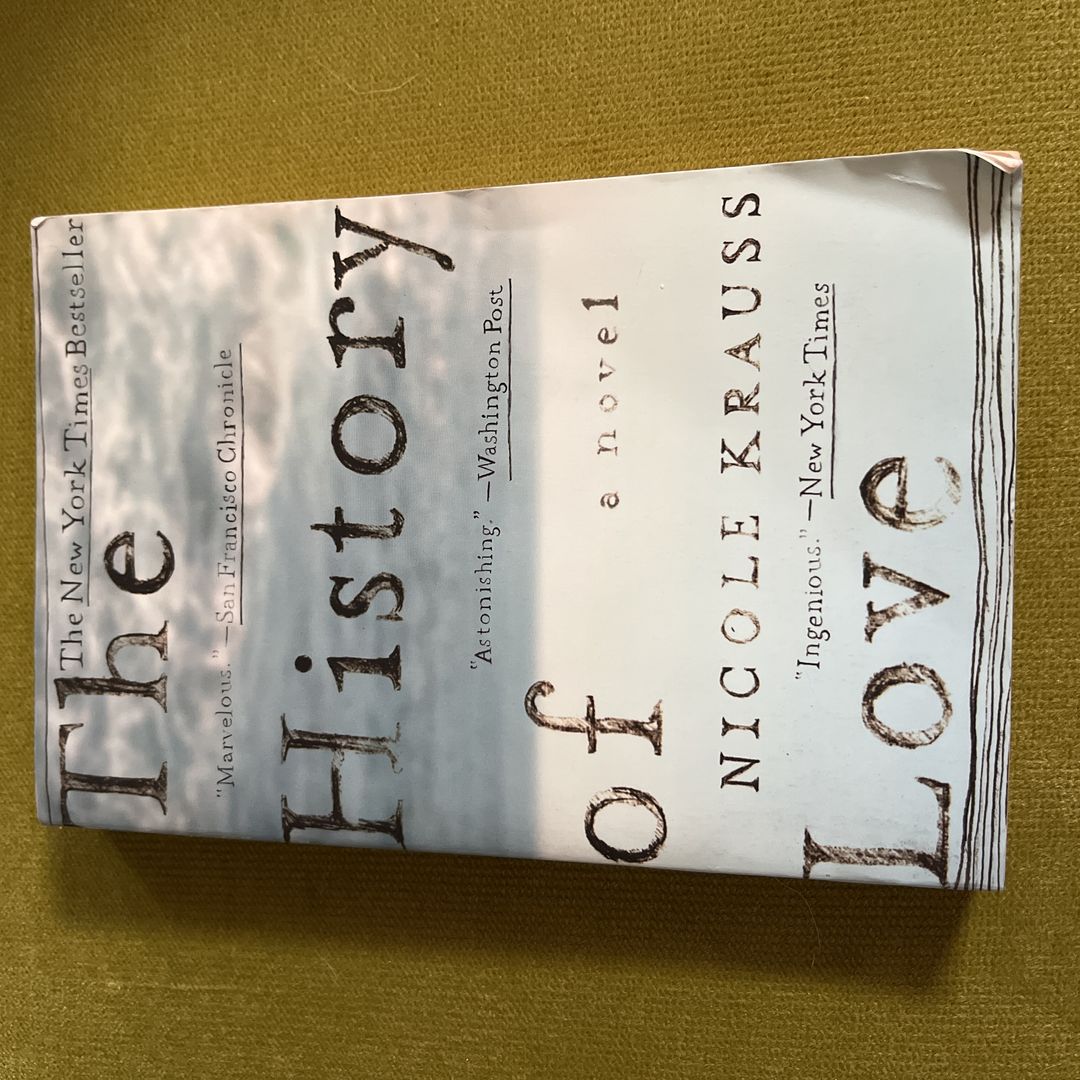 The New York Times Bestseller
The
"Marvelous." —San Francisco Chronicle
History
"Astonishing." —Washington Post
of
a novel
NICOLE KRAUSS
"Ingenious." —New York Times
Love